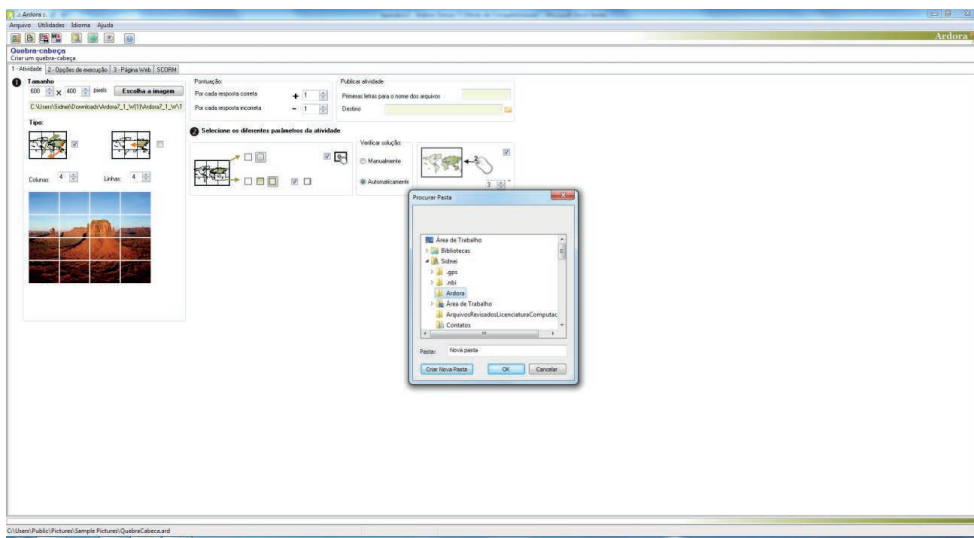 .: Ardora :.
Arquivo Utilidades Idioma Ajuda
Ardora
Quebra-cabeça
Criar um quebra-cabeça
1 - Atividade 2 - Opções de execução 3 - Página Web SCORM
1 Tamanho
600 x 400 pixels Escolha a imagem
Tipo:
Colunas 4 Linhas 4
Pontuação:
Por cada resposta correta + 1
Por cada resposta incorreta - 1
Publicar atividade
Primeiras letras para o nome dos arquivos
Destino
2 Selecione os diferentes parâmetros da atividade
Verificar solução:
Manualmente
Automaticamente
3
Procurar Pasta
Área de Trabalho
Bibliotecas
Sidnei
.gps
.nbi
Ardora
Área de Trabalho
ArquivosRevisadosLicenciaturaComputac
Contatos
Pasta: Nova pasta
Criar Nova Pasta OK Cancelar
C:\Users\Public\Pictures\Sample Pictures\QuebraCabeca.ard